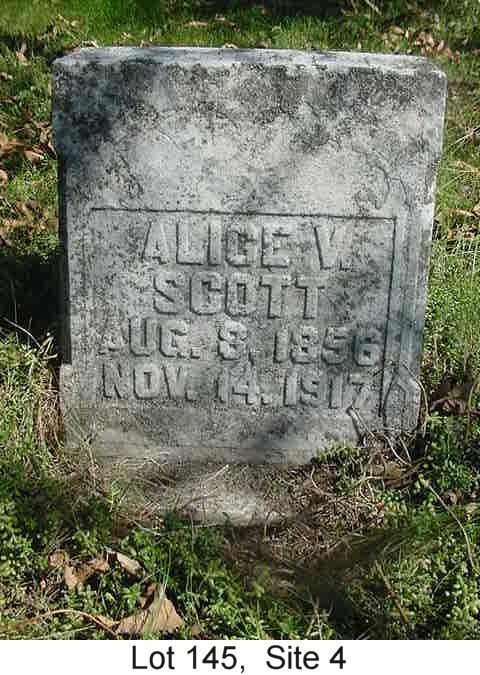 ALICE V.
SCOTT
AUG. 8, 1856
NOV. 14, 1917
Lot 145,  Site 4